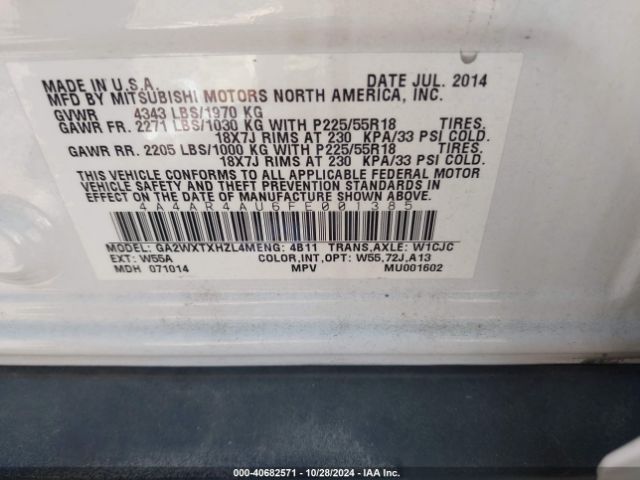 MADE IN U.S.A. DATE JUL. 2014
MFD BY MITSUBISHI MOTORS NORTH AMERICA, INC.
GVWR 4343 LBS/1970 KG
GAWR FR. 2271 LBS/1030 KG WITH P225/55R18 TIRES,
18X7J RIMS AT 230 KPA/33 PSI COLD.
GAWR RR. 2205 LBS/1000 KG WITH P225/55R18 TIRES,
18X7J RIMS AT 230 KPA/33 PSI COLD.
THIS VEHICLE CONFORMS TO ALL APPLICABLE FEDERAL MOTOR
VEHICLE SAFETY AND THEFT PREVENTION STANDARDS IN
EFFECT ON THE DATE OF MANUFACTURE SHOWN ABOVE.
4A4AR4AU6FE001385
MODEL: GA2WXTXHZL4MENG: 4B11 TRANS,AXLE: W1CJC
EXT: W55A COLOR,INT,OPT: W55,72J,A13
MDH 071014 MPV MU001602
© - 40682571 | 10/28/2024 | IAA Inc.